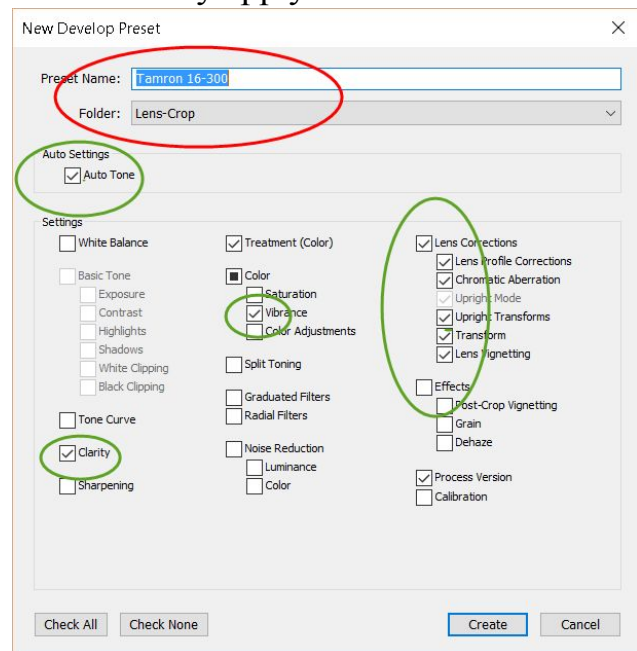 y apply
New Develop Preset
Preset Name: Tamron 16-300
Folder: Lens-Crop
Auto Settings
Auto Tone
Settings
White Balance
Basic Tone
Exposure
Contrast
Highlights
Shadows
White Clipping
Black Clipping
Tone Curve
Clarity
Sharpening
Treatment (Color)
Color
Saturation
Vibrance
Color Adjustments
Split Toning
Graduated Filters
Radial Filters
Noise Reduction
Luminance
Color
Lens Corrections
Lens Profile Corrections
Chromatic Aberration
Upright Mode
Upright Transforms
Transform
Lens Vignetting
Effects
Post-Crop Vignetting
Grain
Dehaze
Process Version
Calibration
Check All
Check None
Create
Cancel